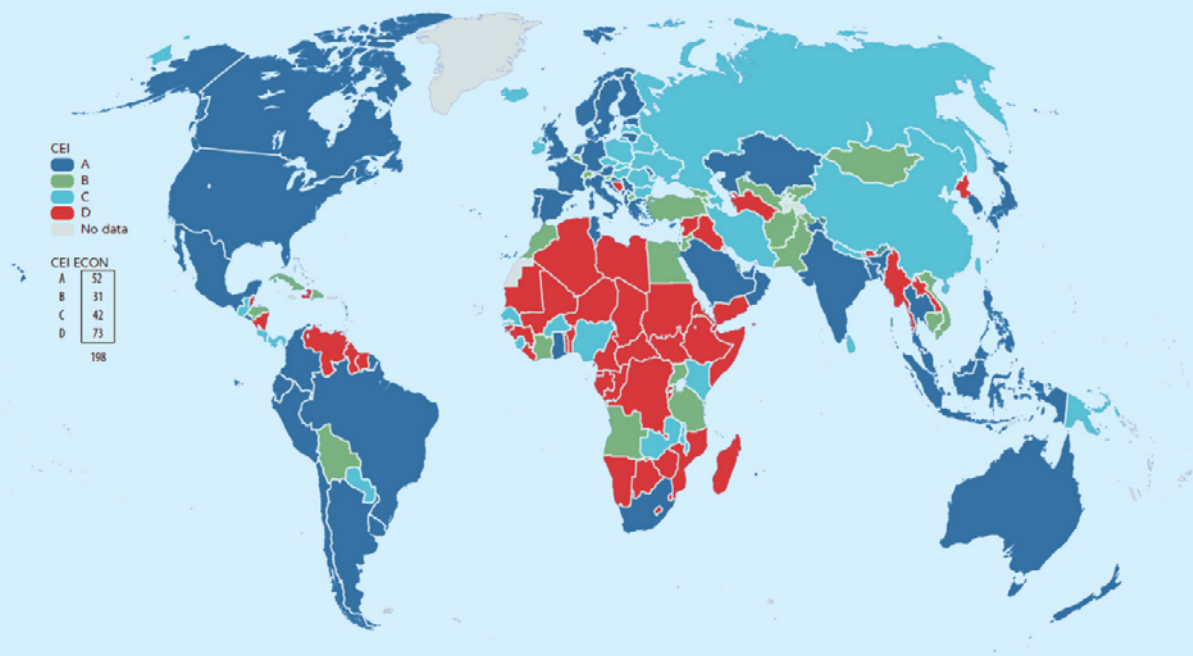 CEI
A
B
C
D
No data
CEI ECON
A 52
B 31
C 42
D 73
198